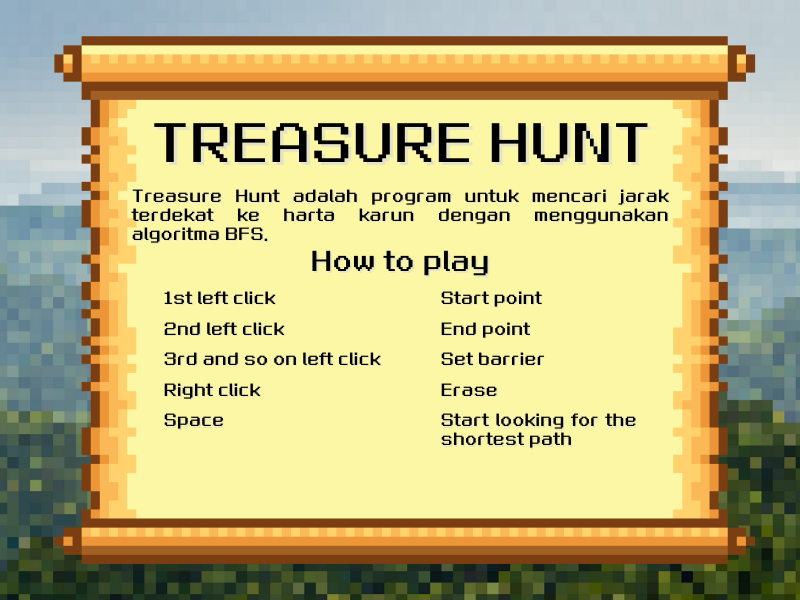 TREASURE HUNT
Treasure Hunt adalah program untuk mencari jarak
terdekat ke harta karun dengan menggunakan
algoritma BFS.
How to play
1st left click Start point
2nd left click End point
3rd and so on left click Set barrier
Right click Erase
Space Start looking for the
shortest path